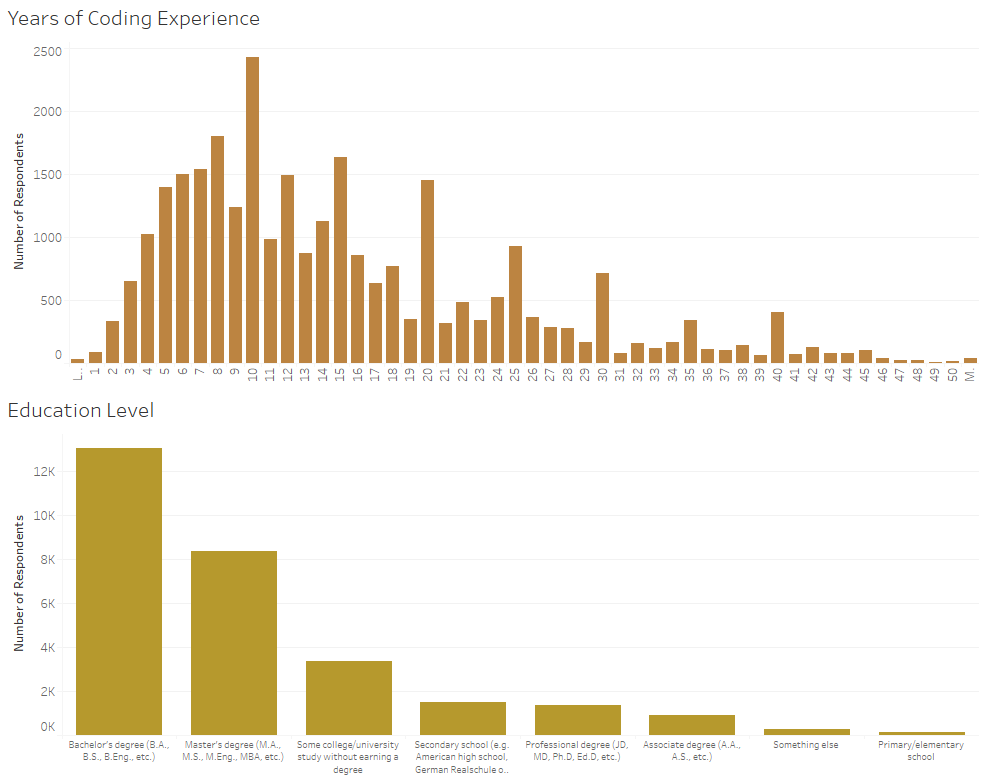 Years of Coding Experience
2500
2000
1500
1000
500
0
Number of Respondents
L.. 1 2 3 4 5 6 7 8 9 10 11 12 13 14 15 16 17 18 19 20 21 22 23 24 25 26 27 28 29 30 31 32 33 34 35 36 37 38 39 40 41 42 43 44 45 46 47 48 49 50 M.
Education Level
12K
10K
8K
6K
4K
2K
0K
Number of Respondents
Bachelor's degree (B.A.,
B.S., B.Eng., etc.)
Master's degree (M.A.,
M.S., M.Eng., MBA, etc.)
Some college/university
study without earning a
degree
Secondary school (e.g.
American high school,
German Realschule o..
Professional degree (JD,
MD, Ph.D, Ed.D, etc.)
Associate degree (A.A.,
A.S., etc.)
Something else
Primary/elementary
school